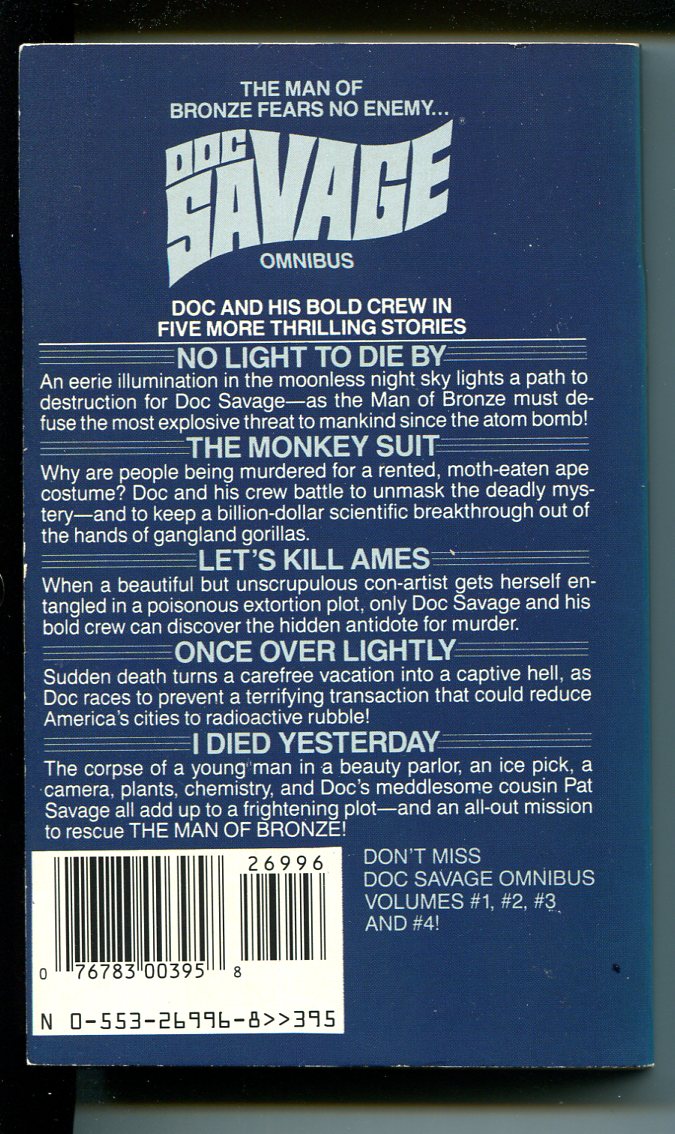 THE MAN OF
BRONZE FEARS NO ENEMY...
DOC
SAVAGE®
OMNIBUS
DOC AND HIS BOLD CREW IN
FIVE MORE THRILLING STORIES
NO LIGHT TO DIE BY
An eerie illumination in the moonless night sky lights a path to
destruction for Doc Savage—as the Man of Bronze must de-
fuse the most explosive threat to mankind since the atom bomb!
THE MONKEY SUIT
Why are people being murdered for a rented, moth-eaten ape
costume? Doc and his crew battle to unmask the deadly mys-
tery—and to keep a billion-dollar scientific breakthrough out of
the hands of gangland gorillas.
LET'S KILL AMES
When a beautiful but unscrupulous con-artist gets herself en-
tangled in a poisonous extortion plot, only Doc Savage and his
bold crew can discover the hidden antidote for murder.
ONCE OVER LIGHTLY
Sudden death turns a carefree vacation into a captive hell, as
Doc races to prevent a terrifying transaction that could reduce
America's cities to radioactive rubble!
I DIED YESTERDAY
The corpse of a young man in a beauty parlor, an ice pick, a
camera, plants, chemistry, and Doc's meddlesome cousin Pat
Savage all add up to a frightening plot—and an all-out mission
to rescue THE MAN OF BRONZE!
26996
0 76783 00395 8
N 0-553-26996-8>>395
DON'T MISS
DOC SAVAGE OMNIBUS
VOLUMES #1, #2, #3
AND #4!